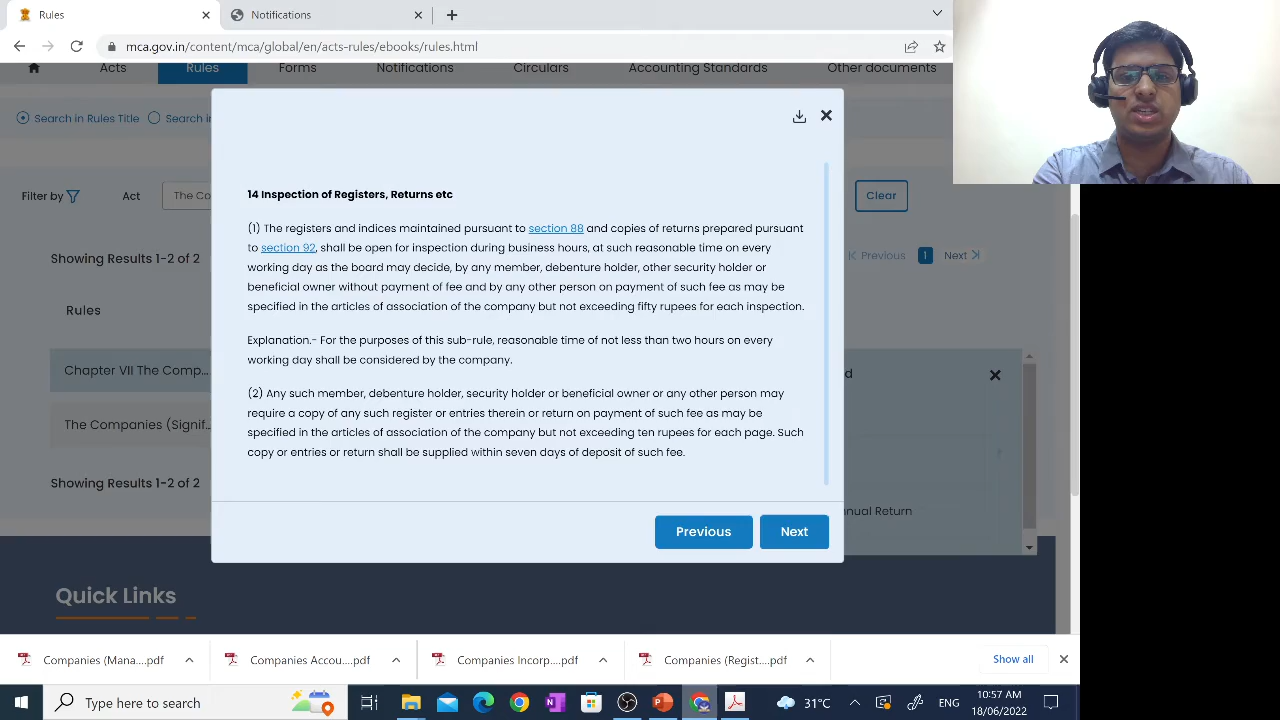 Rules
Notifications
mca.gov.in/content/mca/global/en/acts-rules/ebooks/rules.html
Acts
Rules
Forms
Notifications
Circulars
Accounting Standards
Other documents
Search in Rules Title
Search i
Filter by
Act
The Co
Clear
Showing Results 1-2 of 2
Previous
1
Next
Rules
Chapter VII The Comp...
d
The Companies (Signif...
nnual Return
Showing Results 1-2 of 2
14 Inspection of Registers, Returns etc
(1) The registers and indices maintained pursuant to section 88 and copies of returns prepared pursuant
to section 92, shall be open for inspection during business hours, at such reasonable time on every
working day as the board may decide, by any member, debenture holder, other security holder or
beneficial owner without payment of fee and by any other person on payment of such fee as may be
specified in the articles of association of the company but not exceeding fifty rupees for each inspection.
Explanation.- For the purposes of this sub-rule, reasonable time of not less than two hours on every
working day shall be considered by the company.
(2) Any such member, debenture holder, security holder or beneficial owner or any other person may
require a copy of any such register or entries therein or return on payment of such fee as may be
specified in the articles of association of the company but not exceeding ten rupees for each page. Such
copy or entries or return shall be supplied within seven days of deposit of such fee.
Previous
Next
Quick Links
Companies (Mana....pdf
Companies Accou....pdf
Companies Incorp....pdf
Companies (Regist....pdf
Show all
Type here to search
31°C
ENG
10:57 AM
18/06/2022